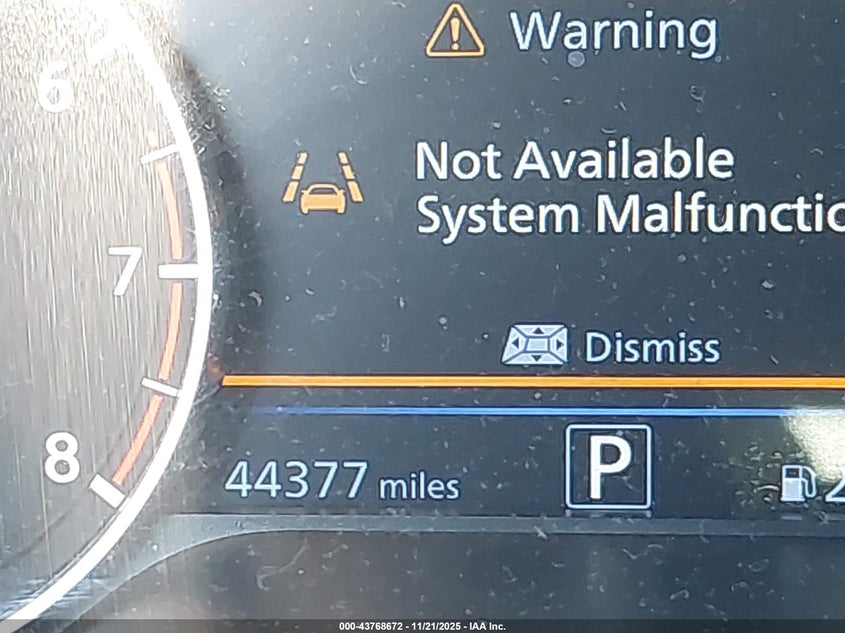 6
Warning
Not Available
System Malfunctio
7
Dismiss
8
44377 miles
P
000-43768672 - 11/21/2025 - IAA Inc.